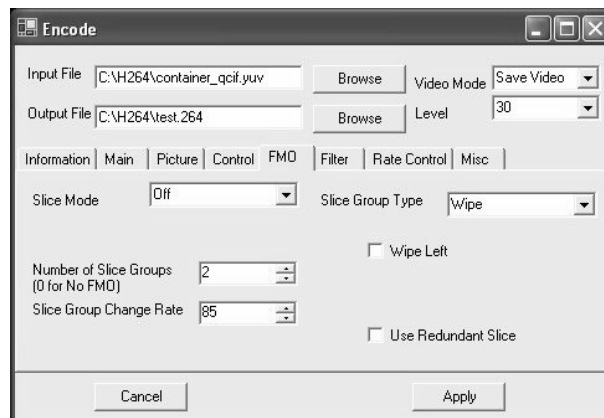 Encode
Input File C:\H264\container_qcif.yuv Browse Video Mode Save Video
Output File C:\H264\test.264 Browse Level 30
Information Main Picture Control FMO Filter Rate Control Misc
Slice Mode Off Slice Group Type Wipe
Wipe Left
Number of Slice Groups 2
(0 for No FMO)
Slice Group Change Rate 85
Use Redundant Slice
Cancel Apply